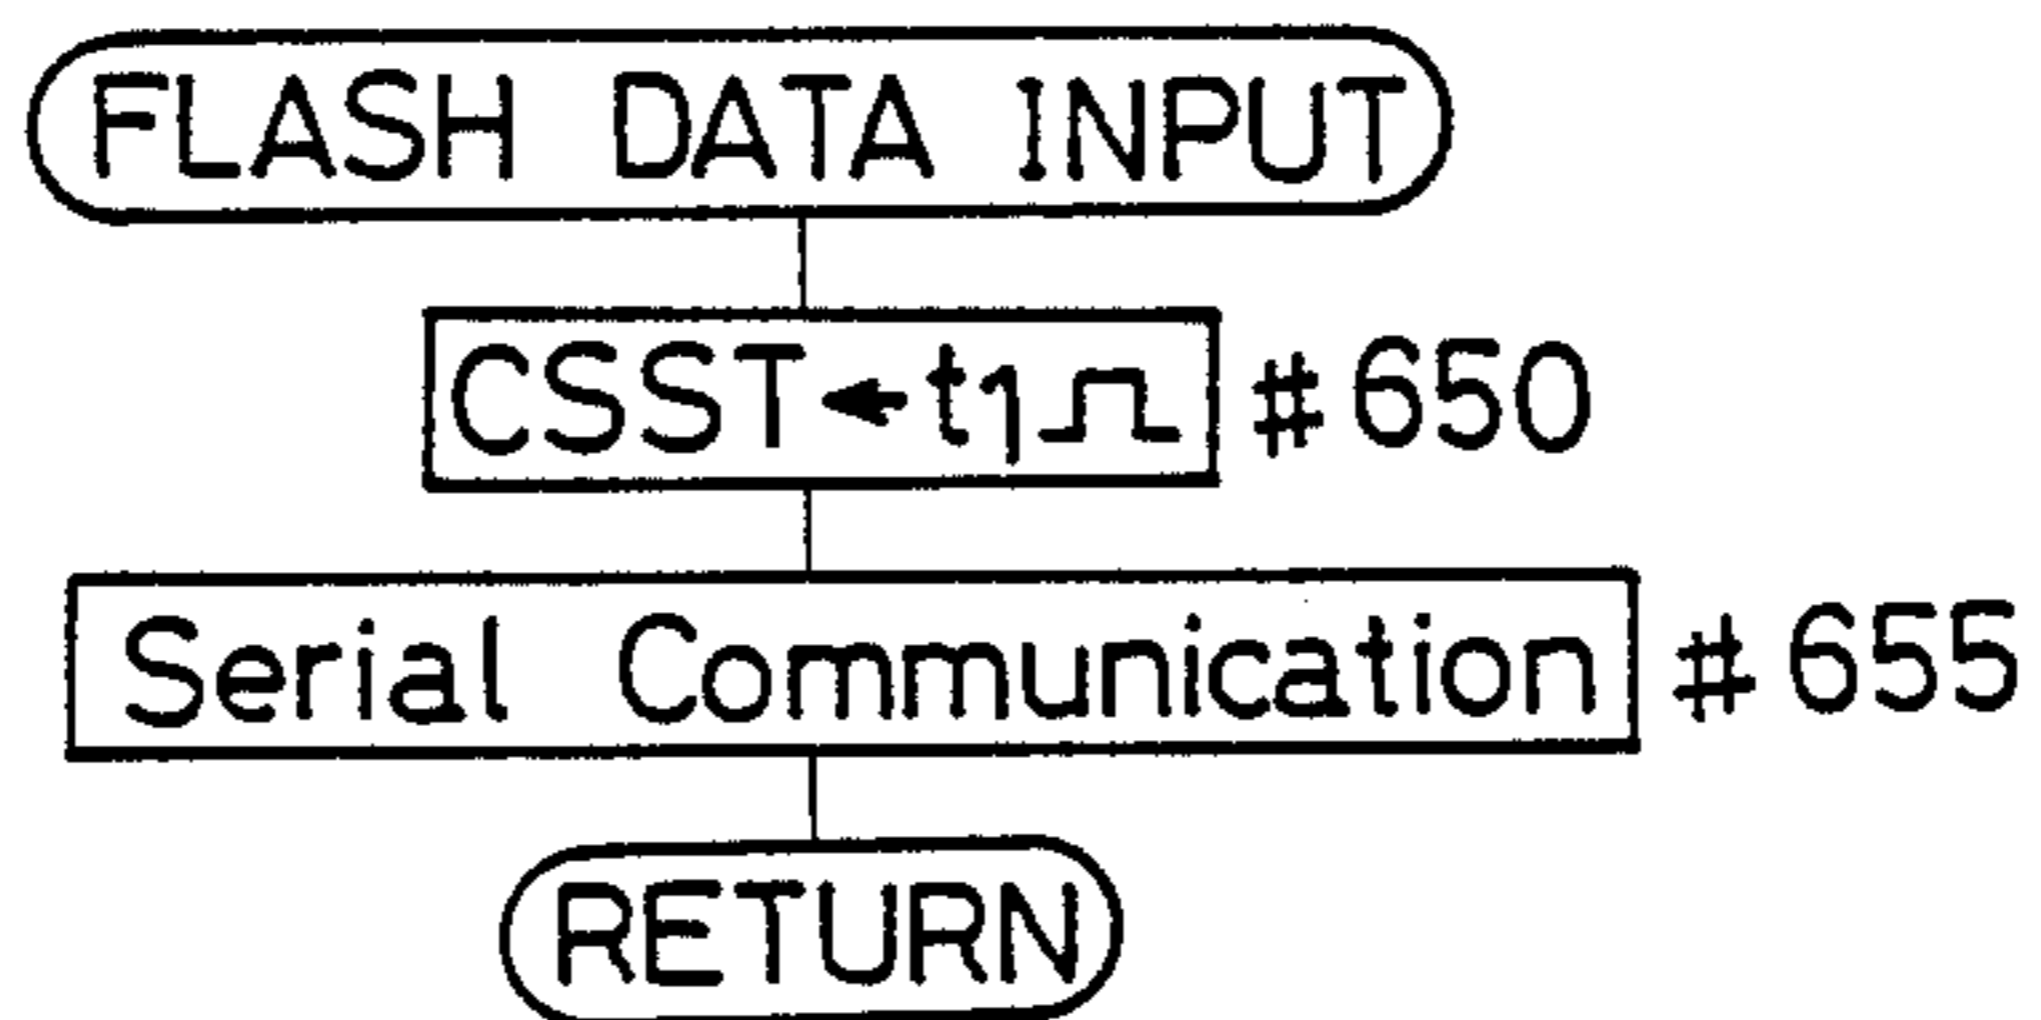 FLASH DATA INPUT
CSST ← t1 ⎍ #650
Serial Communication #655
RETURN